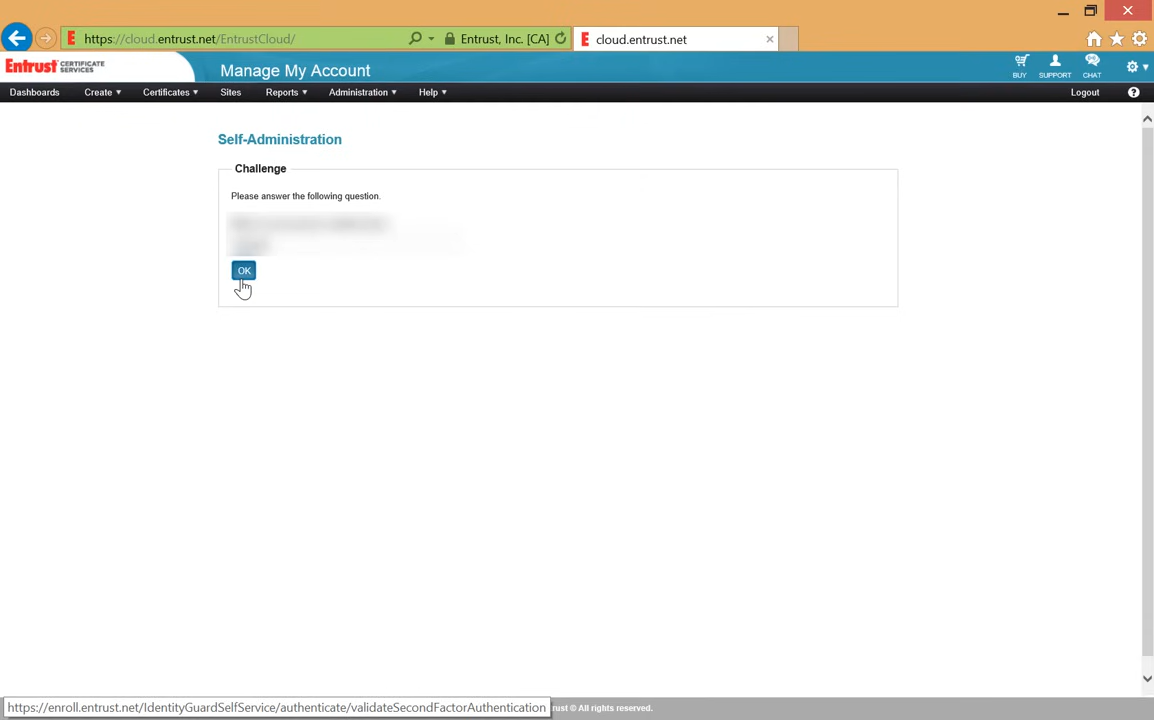 https://cloud.entrust.net/EntrustCloud/
Entrust, Inc. [CA]
cloud.entrust.net
Entrust CERTIFICATE SERVICES
Manage My Account
BUY
SUPPORT
CHAT
Dashboards
Create
Certificates
Sites
Reports
Administration
Help
Logout
Self-Administration
Challenge
Please answer the following question.
OK
https://enroll.entrust.net/IdentityGuardSelfService/authenticate/validateSecondFactorAuthentication
rust © All rights reserved.